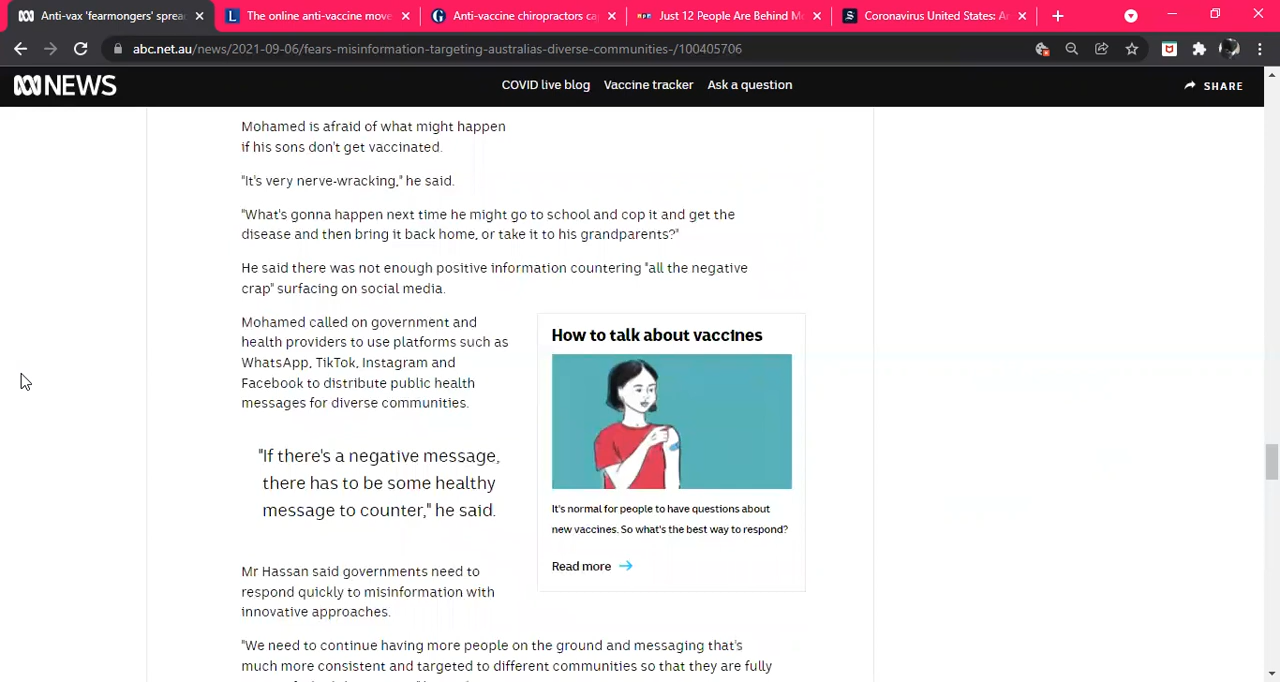 Anti-vax 'fearmongers' sprea
The online anti-vaccine move
Anti-vaccine chiropractors ca
Just 12 People Are Behind M
Coronavirus United States: A
abc.net.au/news/2021-09-06/fears-misinformation-targeting-australias-diverse-communities-/100405706
NEWS
COVID live blog Vaccine tracker Ask a question
SHARE
Mohamed is afraid of what might happen
if his sons don't get vaccinated.
"It's very nerve-wracking," he said.
"What's gonna happen next time he might go to school and cop it and get the
disease and then bring it back home, or take it to his grandparents?"
He said there was not enough positive information countering "all the negative
crap" surfacing on social media.
Mohamed called on government and
health providers to use platforms such as
WhatsApp, TikTok, Instagram and
Facebook to distribute public health
messages for diverse communities.
"If there's a negative message,
there has to be some healthy
message to counter," he said.
How to talk about vaccines
It's normal for people to have questions about
new vaccines. So what's the best way to respond?
Read more
Mr Hassan said governments need to
respond quickly to misinformation with
innovative approaches.
"We need to continue having more people on the ground and messaging that's
much more consistent and targeted to different communities so that they are fully